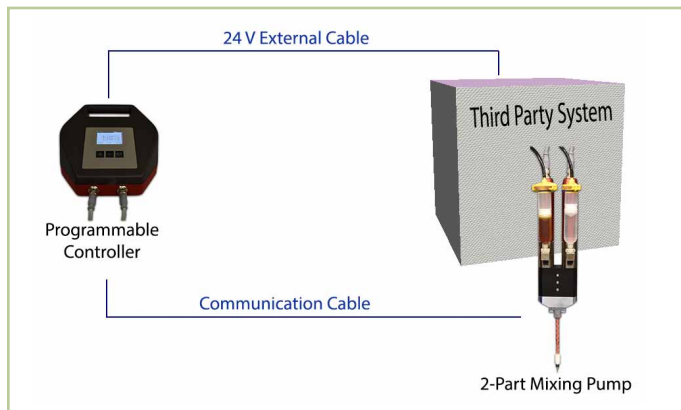 24 V External Cable
Third Party System
Programmable
Controller
Communication Cable
2-Part Mixing Pump